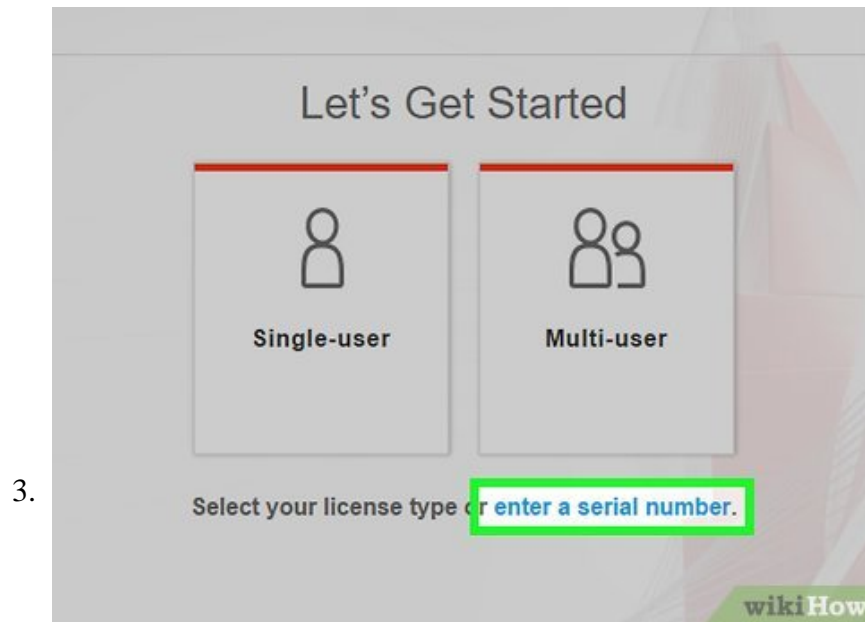 Let's Get Started
Single-user
Multi-user
3.
Select your license type or enter a serial number.
wikiHow